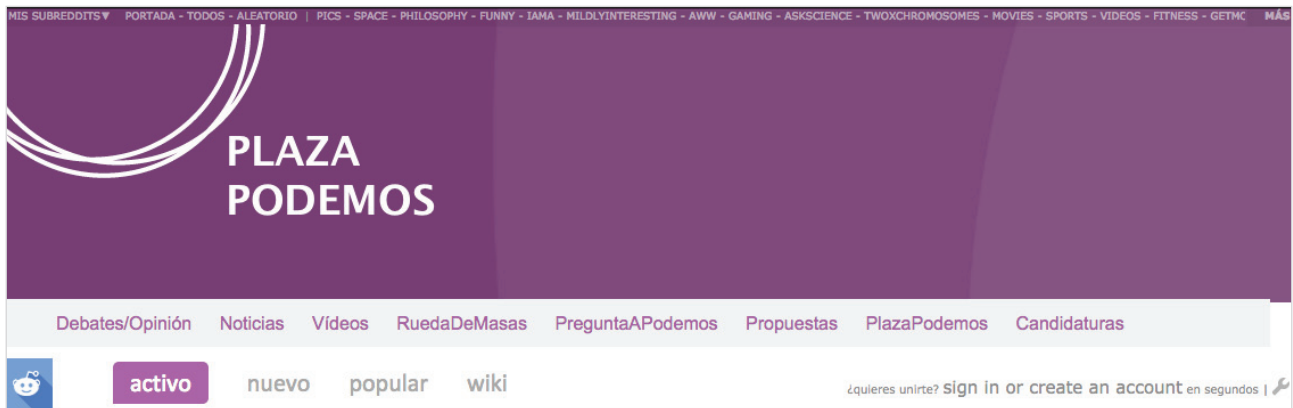 MIS SUBREDDITS▼ PORTADA - TODOS - ALEATORIO | PICS - SPACE - PHILOSOPHY - FUNNY - IAMA - MILDLYINTERESTING - AWW - GAMING - ASKSCIENCE - TWOXCHROMOSOMES - MOVIES - SPORTS - VIDEOS - FITNESS - GETMO MÁS
PLAZA
PODEMOS
Debates/Opinión Noticias Vídeos RuedaDeMasas PreguntaAPodemos Propuestas PlazaPodemos Candidaturas
activo nuevo popular wiki ¿quieres unirte? sign in or create an account en segundos |